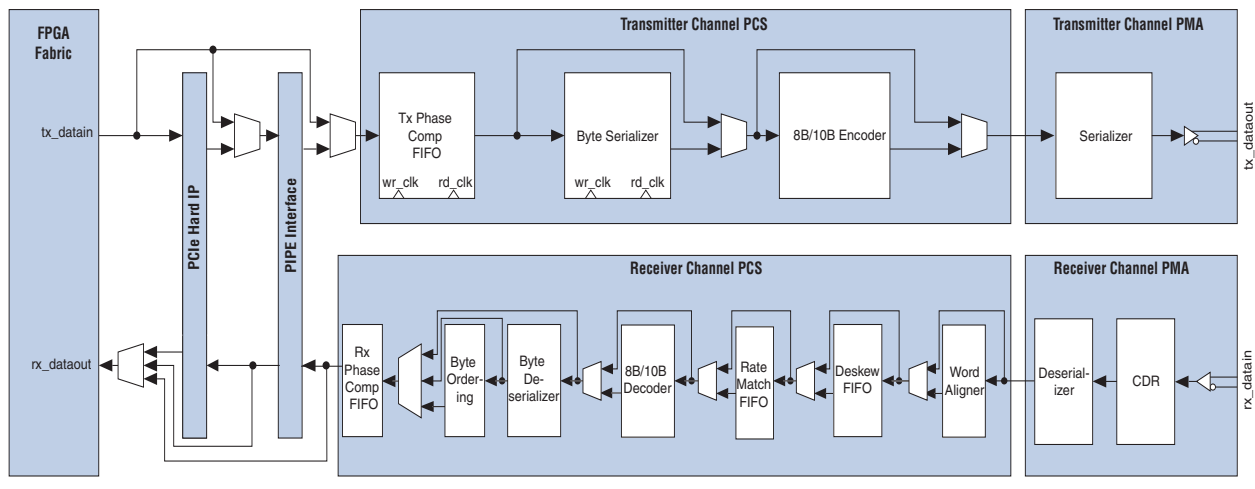 FPGA
Fabric
Transmitter Channel PCS
Transmitter Channel PMA
tx_datain
PCIe Hard IP
PIPE Interface
Tx Phase
Comp
FIFO
wr_clk
rd_clk
Byte Serializer
wr_clk
rd_clk
8B/10B Encoder
Serializer
tx_dataout
Receiver Channel PCS
Receiver Channel PMA
rx_dataout
Rx
Phase
Comp
FIFO
Byte
Order-
ing
Byte
De-
serializer
8B/10B
Decoder
Rate
Match
FIFO
Deskew
FIFO
Word
Aligner
Deserial-
izer
CDR
rx_datain